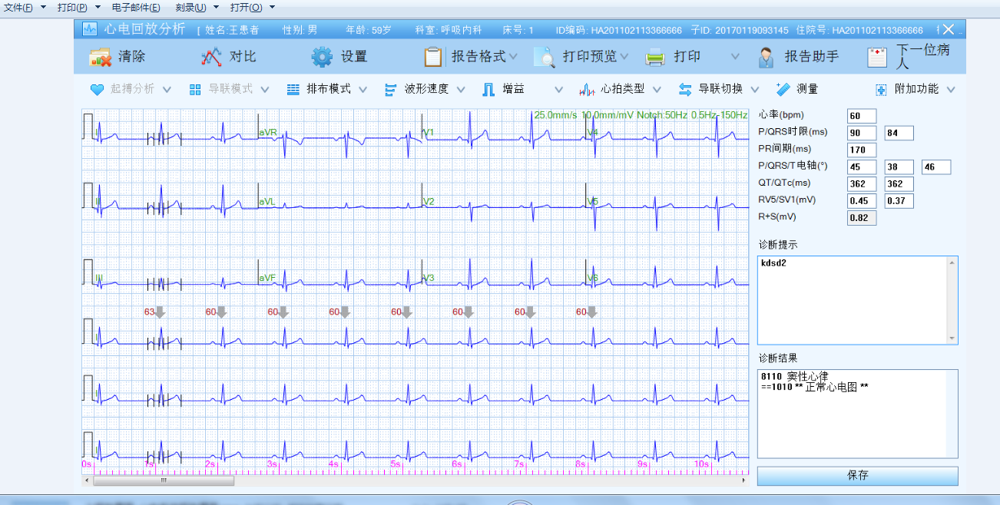 文件(F) 打印(P) 电子邮件(E) 刻录(U) 打开(O)
心电回放分析 [ 姓名:王患者 性别:男 年龄:59岁 科室:呼吸内科 床号:1 ID编码:HA201102113366666 子ID:20170119093145 住院号:HA201102113366666
清除 对比 设置 报告格式 打印预览 打印 报告助手 下一位病人
起搏分析 导联模式 排布模式 波形速度 增益 心拍类型 导联切换 测量 附加功能
25.0mm/s 10.0mm/mV Notch:50Hz 0.5Hz-150Hz
I aVR V1 V4
II aVL V2 V5
III aVF V3 V6
63 60 60 60 60 60 60 60
0s 1s 2s 3s 4s 5s 6s 7s 8s 9s 10s
心率(bpm) 60
P/QRS时限(ms) 90 84
PR间期(ms) 170
P/QRS/T电轴(°) 45 38 46
QT/QTc(ms) 362 362
RV5/SV1(mV) 0.45 0.37
R+S(mV) 0.82
诊断提示
kdsd2
诊断结果
8110 窦性心律
==1010 ** 正常心电图 **
保存